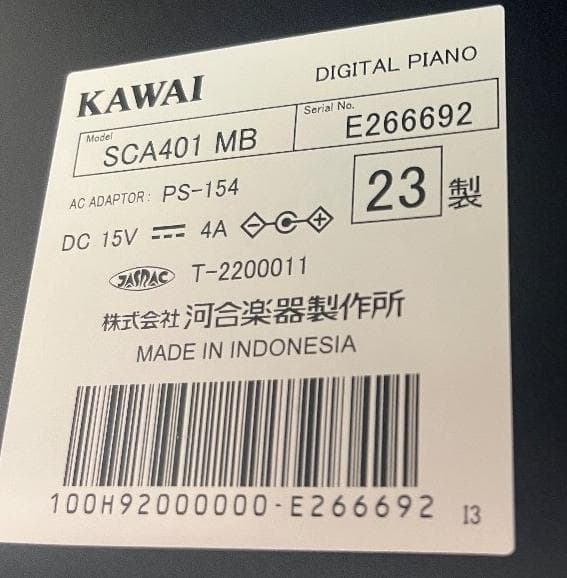 KAWAI DIGITAL PIANO
Model SCA401 MB Serial No. E266692
AC ADAPTOR: PS-154
23 製
DC 15V 4A
JASRAC T-2200011
株式会社 河合楽器製作所
MADE IN INDONESIA
100H92000000-E266692 I3